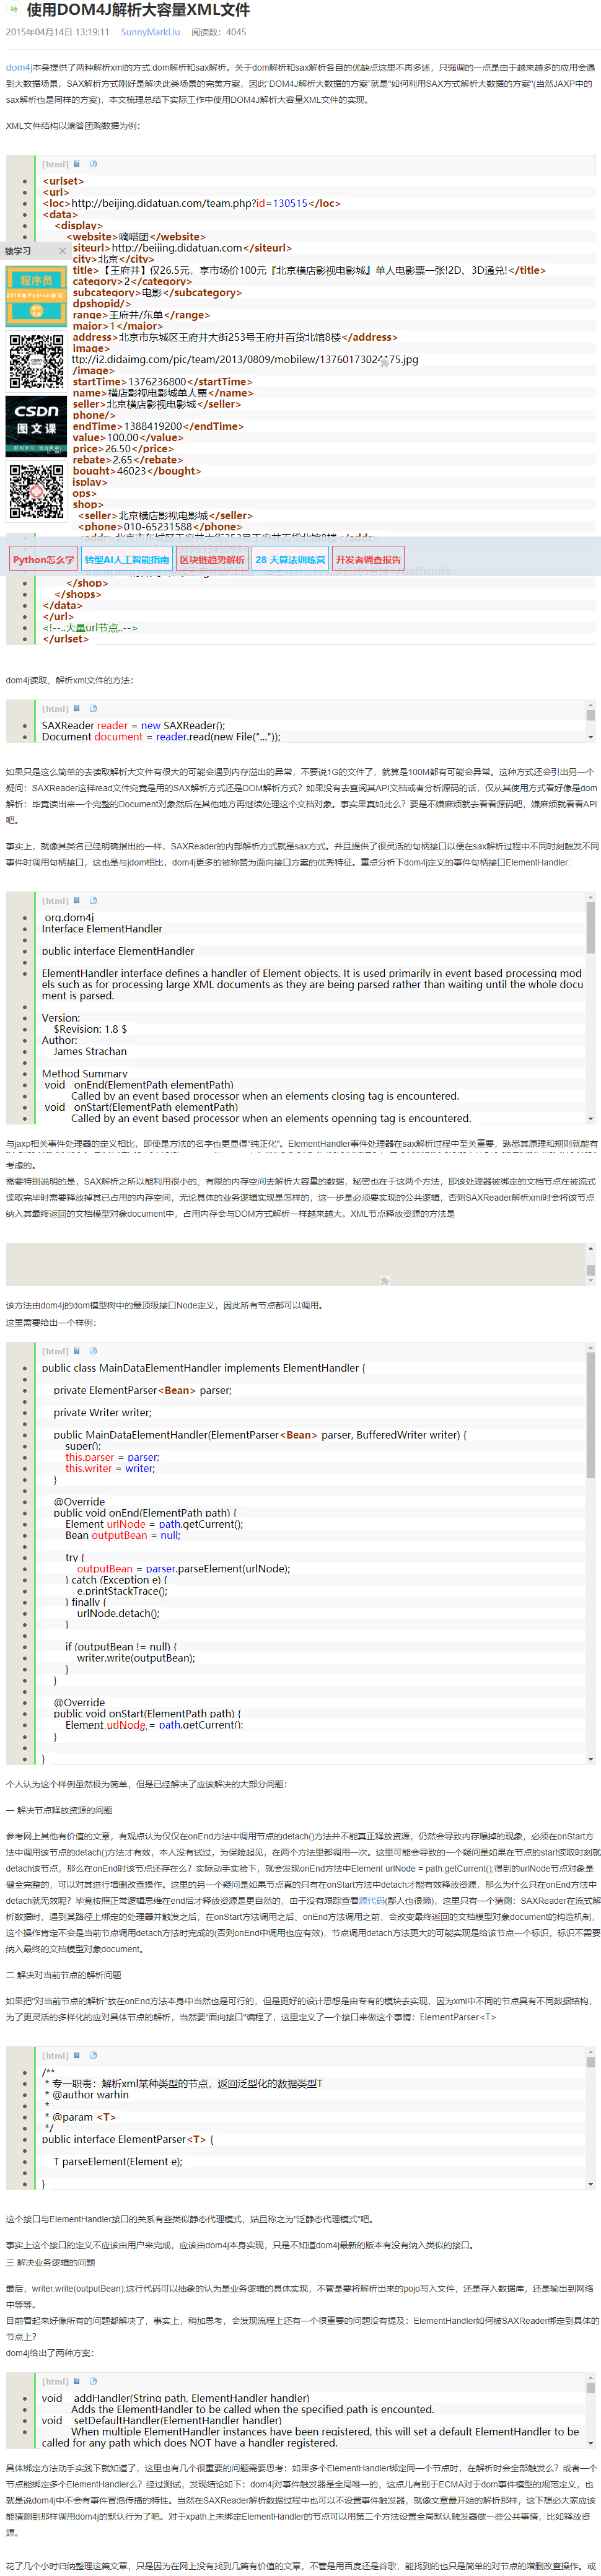 转 使用DOM4J解析大容量XML文件
2015年04月14日 13:19:11 SunnyMarkLiu 阅读数：4045
dom4j本身提供了两种解析xml的方式:dom解析和sax解析。关于dom解析和sax解析各自的优缺点这里不再多述，只强调的一点是由于越来越多的应用会遇
到大数据场景，SAX解析方式刚好是解决此类场景的完美方案，因此“DOM4J解析大数据的方案”就是"如何利用SAX方式解析大数据的方案"(当然JAXP中的
sax解析也是同样的方案)，本文梳理总结下实际工作中使用DOM4J解析大容量XML文件的实现。
XML文件结构以滴答团购数据为例：
[html]
<urlset>
<url>
<loc>http://beijing.didatuan.com/team.php?id=130515</loc>
<data>
<display>
<website>嘀嗒团</website>
siteurl>http://beijing.didatuan.com</siteurl>
猿学习
city>北京</city>
title>【王府井】仅26.5元，享市场价100元『北京横店影视电影城』单人电影票一张!2D、3D通兑!</title>
程序员
category>2</category>
subcategory>电影</subcategory>
dpshopid/>
range>王府井/东单</range>
major>1</major>
address>北京市东城区王府井大街253号王府井百货北馆8楼</address>
image>
ttp://i2.didaimg.com/pic/team/2013/0809/mobilew/13760173024175.jpg
/image>
startTime>1376236800</startTime>
name>横店影视电影城单人票</name>
CSDN
图文课
seller>北京横店影视电影城</seller>
phone/>
endTime>1388419200</endTime>
value>100.00</value>
price>26.50</price>
rebate>2.65</rebate>
bought>46023</bought>
isplay>
ops>
shop>
<seller>北京横店影视电影城</seller>
<phone>010-65231588</phone>
Python怎么学 转型AI人工智能指南 区块链趋势解析 28 天算法训练营 开发者调查报告
</shop>
</shops>
</data>
</url>
<!--..大量url节点..-->
</urlset>
dom4j读取、解析xml文件的方法：
[html]
SAXReader reader = new SAXReader();
Document document = reader.read(new File("..."));
如果只是这么简单的去读取解析大文件有很大的可能会遇到内存溢出的异常，不要说1G的文件了，就算是100M都有可能会异常。这种方式还会引出另一个
疑问：SAXReader这样read文件究竟是用的SAX解析方式还是DOM解析方式？如果没有去查阅其API文档或者分析源码的话，仅从其使用方式看好像是dom
解析：毕竟读出来一个完整的Document对象然后在其他地方再继续处理这个文档对象。事实果真如此么？要是不嫌麻烦就去看看源码吧，嫌麻烦就看看API
吧。
事实上，就像其类名已经明确指出的一样，SAXReader的内部解析方式就是sax方式。并且提供了很灵活的句柄接口以便在sax解析过程中不同时刻触发不同
事件时调用句柄接口，这也是与jdom相比，dom4j更多的被称赞为面向接口方案的优秀特征。重点分析下dom4j定义的事件句柄接口ElementHandler:
[html]
org.dom4j
Interface ElementHandler
public interface ElementHandler
ElementHandler interface defines a handler of Element objects. It is used primarily in event based processing mod
els such as for processing large XML documents as they are being parsed rather than waiting until the whole docu
ment is parsed.
Version:
$Revision: 1.8 $
Author:
James Strachan
Method Summary
void onEnd(ElementPath elementPath)
Called by an event based processor when an elements closing tag is encountered.
void onStart(ElementPath elementPath)
Called by an event based processor when an elements openning tag is encountered.
与jaxp相关事件处理器的定义相比，即便是方法的名字也更显得"纯正化"。ElementHandler事件处理器在sax解析过程中至关重要，熟悉其原理和规则就能有
考虑的。
需要特别说明的是，SAX解析之所以能利用很小的、有限的内存空间去解析大容量的数据，秘密也在于这两个方法，即该处理器被绑定的文档节点在被流式
读取完毕时需要释放掉其已占用的内存空间，无论具体的业务逻辑实现是怎样的，这一步是必须要实现的公共逻辑，否则SAXReader解析xml时会将该节点
纳入其最终返回的文档模型对象document中，占用内存会与DOM方式解析一样越来越大。XML节点释放资源的方法是
该方法由dom4j的dom模型树中的最顶级接口Node定义，因此所有节点都可以调用。
这里需要给出一个样例：
[html]
public class MainDataElementHandler implements ElementHandler {
private ElementParser<Bean> parser;
private Writer writer;
public MainDataElementHandler(ElementParser<Bean> parser, BufferedWriter writer) {
super();
this.parser = parser;
this.writer = writer;
}
@Override
public void onEnd(ElementPath path) {
Element urlNode = path.getCurrent();
Bean outputBean = null;
try {
outputBean = parser.parseElement(urlNode);
} catch (Exception e) {
e.printStackTrace();
} finally {
urlNode.detach();
}
if (outputBean != null) {
writer.write(outputBean);
}
}
@Override
public void onStart(ElementPath path) {
Element urlNode = path.getCurrent();
}
}
个人认为这个样例虽然极为简单，但是已经解决了应该解决的大部分问题：
一 解决节点释放资源的问题
参考网上其他有价值的文章，有观点认为仅仅在onEnd方法中调用节点的detach()方法并不能真正释放资源，仍然会导致内存爆掉的现象，必须在onStart方
法中调用该节点的detach()方法才有效，本人没有试过，为保险起见，在两个方法里都调用一次。这里可能会导致的一个疑问是如果在节点的start读取时刻就
detach该节点，那么在onEnd时该节点还存在么？实际动手实验下，就会发现onEnd方法中Element urlNode = path.getCurrent();得到的urlNode节点对象是
健全完整的，可以对其进行增删改查操作。这里的另一个疑问是如果节点真的只有在onStart方法中detach才能有效释放资源，那么为什么只在onEnd方法中
detach就无效呢？毕竟按照正常逻辑思维在end后才释放资源是更自然的，由于没有跟踪查看源代码(鄙人也很懒)，这里只有一个猜测：SAXReader在流式解
析数据时，遇到某路径上绑定的处理器并触发之后，在onStart方法调用之后、onEnd方法调用之前，会改变最终返回的文档模型对象document的构造机制，
这个操作肯定不会是当前节点调用detach方法时完成的(否则onEnd中调用也应有效)，节点调用detach方法更大的可能实现是给该节点一个标识，标识不需要
纳入最终的文档模型对象document。
二 解决对当前节点的解析问题
如果把"对当前节点的解析"放在onEnd方法本身中当然也是可行的，但是更好的设计思想是由专有的模块去实现，因为xml中不同的节点具有不同数据结构，
为了更灵活的多样化的应对具体节点的解析，当然要"面向接口"编程了，这里定义了一个接口来做这个事情：ElementParser<T>
[html]
/**
* 专一职责：解析xml某种类型的节点，返回泛型化的数据类型T
* @author warhin
*
* @param <T>
*/
public interface ElementParser<T> {
T parseElement(Element e);
}
这个接口与ElementHandler接口的关系有些类似静态代理模式，姑且称之为"泛静态代理模式"吧。
事实上这个接口的定义不应该由用户来完成，应该由dom4j本身实现，只是不知道dom4j最新的版本有没有纳入类似的接口。
三 解决业务逻辑的问题
最后，writer.write(outputBean);这行代码可以抽象的认为是业务逻辑的具体实现，不管是要将解析出来的pojo写入文件，还是存入数据库，还是输出到网络
中等等。
目前看起来好像所有的问题都解决了，事实上，稍加思考，会发现流程上还有一个很重要的问题没有提及：ElementHandler如何被SAXReader绑定到具体的
节点上?
dom4j给出了两种方案：
[html]
void addHandler(String path, ElementHandler handler)
Adds the ElementHandler to be called when the specified path is encounted.
void setDefaultHandler(ElementHandler handler)
When multiple ElementHandler instances have been registered, this will set a default ElementHandler to be
called for any path which does NOT have a handler registered.
具体绑定方法动手实践下就知道了，这里也有几个很重要的问题需要思考：如果多个ElementHandler绑定同一个节点时，在解析时会全部触发么？或者一个节
点能绑定多个ElementHandler么？经过测试，发现结论如下：dom4j对事件触发器是全局唯一的，这点儿有别于ECMA对于dom事件模型的规范定义，也
就是说dom4j中不会有事件冒泡传播的特性。当然在SAXReader解析数据过程中也可以不设置事件触发器，就像文章最开始的解析那样，这下想必大家应该
能猜测到那样调用dom4j的默认行为了吧。对于xpath上未绑定ElementHandler的节点可以用第二个方法设置全局默认触发器做一些公共事情，比如释放资
源。
花了几个小时归纳整理这篇文章，只是因为在网上没有找到几篇有价值的文章，不管是用百度还是谷歌，能找到的也只是简单的对节点的增删改查操作。或